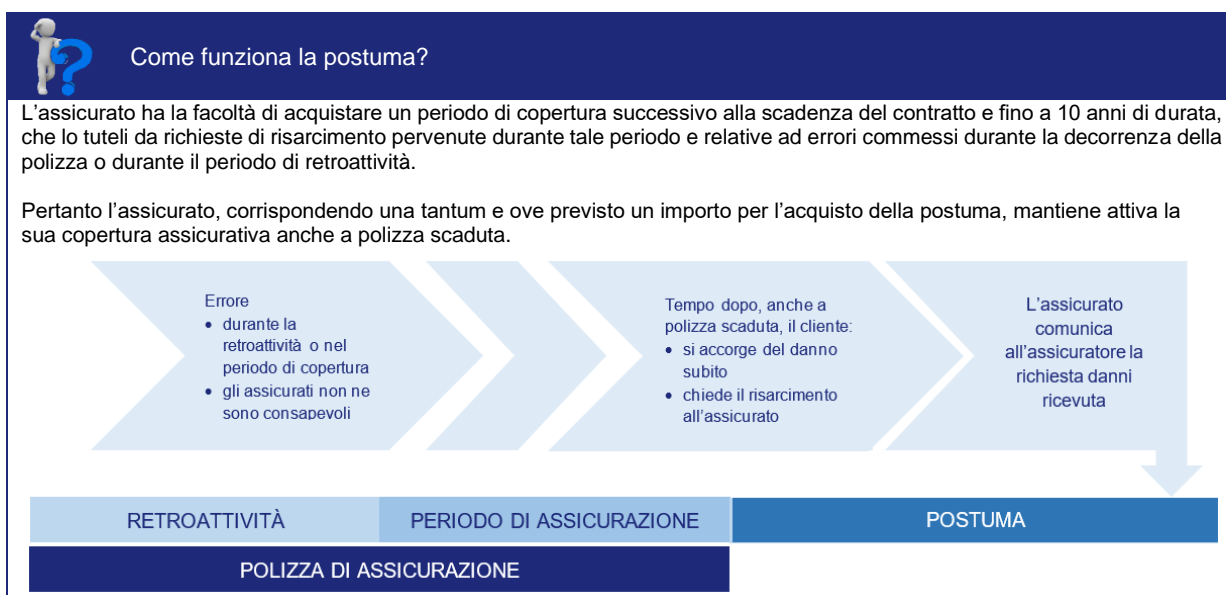 Come funziona la postuma?
L’assicurato ha la facoltà di acquistare un periodo di copertura successivo alla scadenza del contratto e fino a 10 anni di durata,
che lo tuteli da richieste di risarcimento pervenute durante tale periodo e relative ad errori commessi durante la decorrenza della
polizza o durante il periodo di retroattività.
Pertanto l’assicurato, corrispondendo una tantum e ove previsto un importo per l’acquisto della postuma, mantiene attiva la
sua copertura assicurativa anche a polizza scaduta.
Errore
• durante la
retroattività o nel
periodo di copertura
• gli assicurati non ne
sono consapevoli
Tempo dopo, anche a
polizza scaduta, il cliente:
• si accorge del danno
subito
• chiede il risarcimento
all’assicurato
L’assicurato
comunica
all’assicuratore la
richiesta danni
ricevuta
RETROATTIVITÀ
PERIODO DI ASSICURAZIONE
POSTUMA
POLIZZA DI ASSICURAZIONE